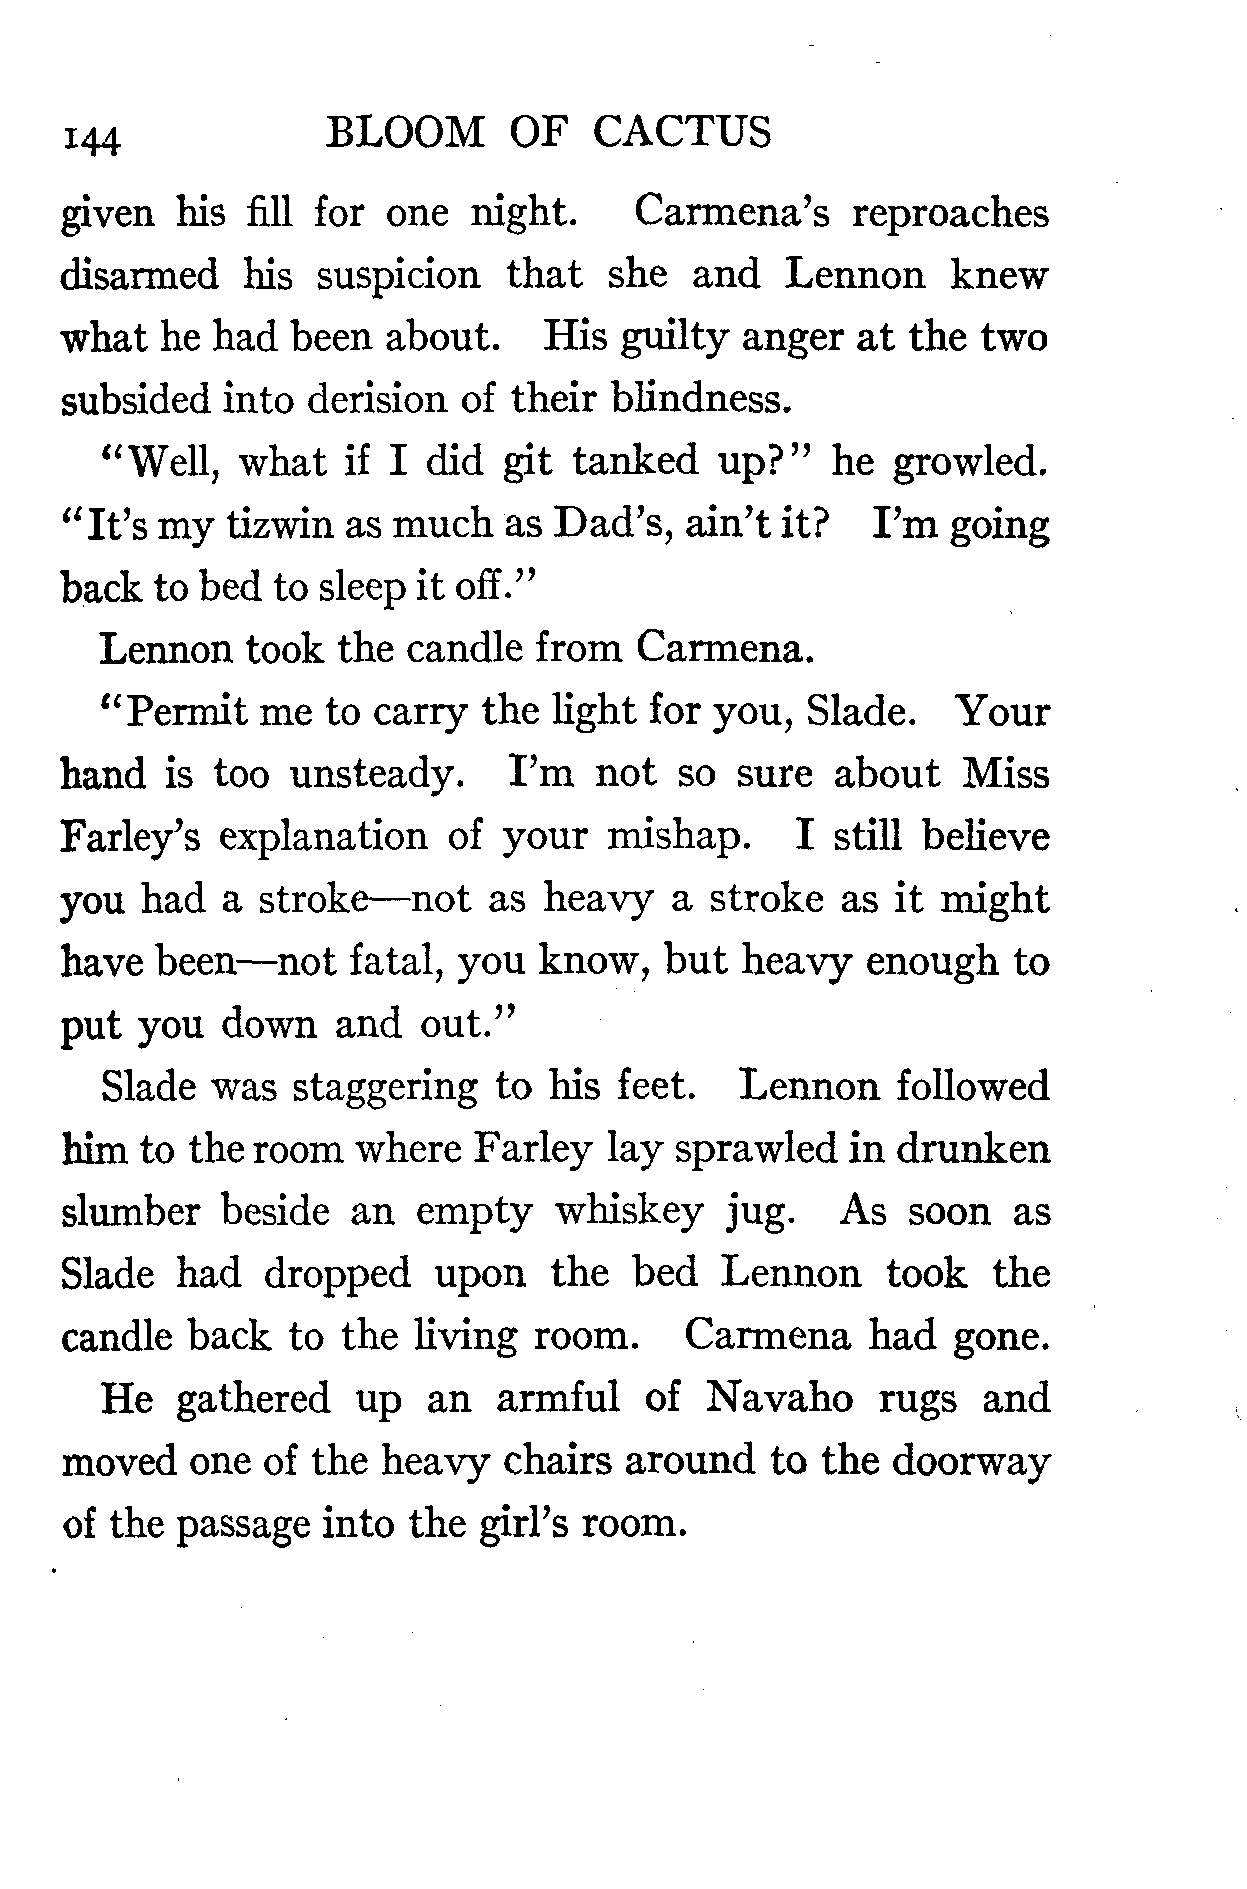 144 BLOOM OF CACTUS
given his fill for one night. Carmena's reproaches
disarmed his suspicion that she and Lennon knew
what he had been about. His guilty anger at the two
subsided into derision of their blindness.
"Well, what if I did git tanked up?" he growled.
"It's my tizwin as much as Dad's, ain't it? I'm going
back to bed to sleep it off."
Lennon took the candle from Carmena.
"Permit me to carry the light for you, Slade. Your
hand is too unsteady. I'm not so sure about Miss
Farley's explanation of your mishap. I still believe
you had a stroke—not as heavy a stroke as it might
have been—not fatal, you know, but heavy enough to
put you down and out."
Slade was staggering to his feet. Lennon followed
him to the room where Farley lay sprawled in drunken
slumber beside an empty whiskey jug. As soon as
Slade had dropped upon the bed Lennon took the
candle back to the living room. Carmena had gone.
He gathered up an armful of Navaho rugs and
moved one of the heavy chairs around to the doorway
of the passage into the girl's room.